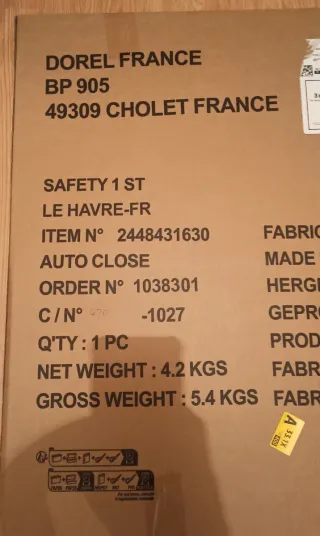 DOREL FRANCE
BP 905
49309 CHOLET FRANCE
SAFETY 1 ST
LE HAVRE-FR
ITEM N° 2448431630
FABRIC
AUTO CLOSE
MADE
ORDER N° 1038301
HERGE
C / N° 470 -1027
GEPRO
Q'TY : 1 PC
PROD
NET WEIGHT : 4.2 KGS
FABR
GROSS WEIGHT : 5.4 KGS
FABR
A